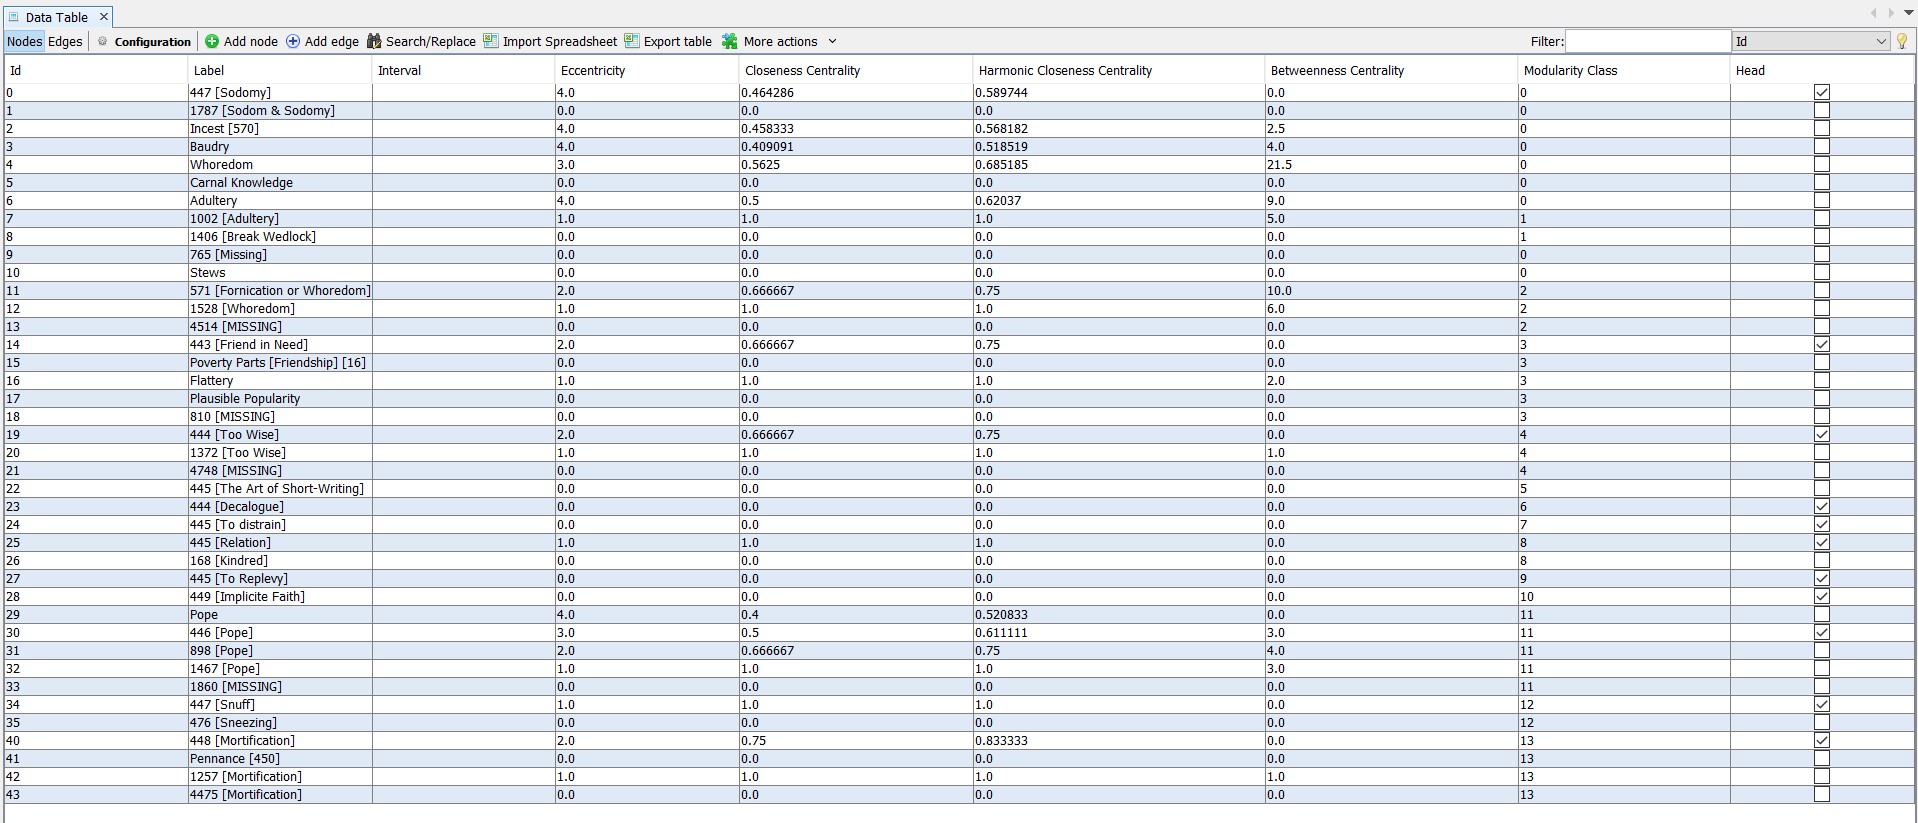 Data Table
Nodes Edges Configuration Add node Add edge Search/Replace Import Spreadsheet Export table More actions Filter: Id
Id Label Interval Eccentricity Closeness Centrality Harmonic Closeness Centrality Betweenness Centrality Modularity Class Head
0 447 [Sodomy] 4.0 0.464286 0.589744 0.0 0
1 1787 [Sodom & Sodomy] 0.0 0.0 0.0 0.0 0
2 Incest [570] 4.0 0.458333 0.568182 2.5 0
3 Baudry 4.0 0.409091 0.518519 4.0 0
4 Whoredom 3.0 0.5625 0.685185 21.5 0
5 Carnal Knowledge 0.0 0.0 0.0 0.0 0
6 Adultery 4.0 0.5 0.62037 9.0 0
7 1002 [Adultery] 1.0 1.0 1.0 5.0 1
8 1406 [Break Wedlock] 0.0 0.0 0.0 0.0 1
9 765 [Missing] 0.0 0.0 0.0 0.0 0
10 Stews 0.0 0.0 0.0 0.0 0
11 571 [Fornication or Whoredom] 2.0 0.666667 0.75 10.0 2
12 1528 [Whoredom] 1.0 1.0 1.0 6.0 2
13 4514 [MISSING] 0.0 0.0 0.0 0.0 2
14 443 [Friend in Need] 2.0 0.666667 0.75 0.0 3
15 Poverty Parts [Friendship] [16] 0.0 0.0 0.0 0.0 3
16 Flattery 1.0 1.0 1.0 2.0 3
17 Plausible Popularity 0.0 0.0 0.0 0.0 3
18 810 [MISSING] 0.0 0.0 0.0 0.0 3
19 444 [Too Wise] 2.0 0.666667 0.75 0.0 4
20 1372 [Too Wise] 1.0 1.0 1.0 1.0 4
21 4748 [MISSING] 0.0 0.0 0.0 0.0 4
22 445 [The Art of Short-Writing] 0.0 0.0 0.0 0.0 5
23 444 [Decalogue] 0.0 0.0 0.0 0.0 6
24 445 [To distrain] 0.0 0.0 0.0 0.0 7
25 445 [Relation] 1.0 1.0 1.0 0.0 8
26 168 [Kindred] 0.0 0.0 0.0 0.0 8
27 445 [To Replevy] 0.0 0.0 0.0 0.0 9
28 449 [Implicite Faith] 0.0 0.0 0.0 0.0 10
29 Pope 4.0 0.4 0.520833 0.0 11
30 446 [Pope] 3.0 0.5 0.611111 3.0 11
31 898 [Pope] 2.0 0.666667 0.75 4.0 11
32 1467 [Pope] 1.0 1.0 1.0 3.0 11
33 1860 [MISSING] 0.0 0.0 0.0 0.0 11
34 447 [Snuff] 1.0 1.0 1.0 0.0 12
35 476 [Sneezing] 0.0 0.0 0.0 0.0 12
40 448 [Mortification] 2.0 0.75 0.833333 0.0 13
41 Pennance [450] 0.0 0.0 0.0 0.0 13
42 1257 [Mortification] 1.0 1.0 1.0 1.0 13
43 4475 [Mortification] 0.0 0.0 0.0 0.0 13